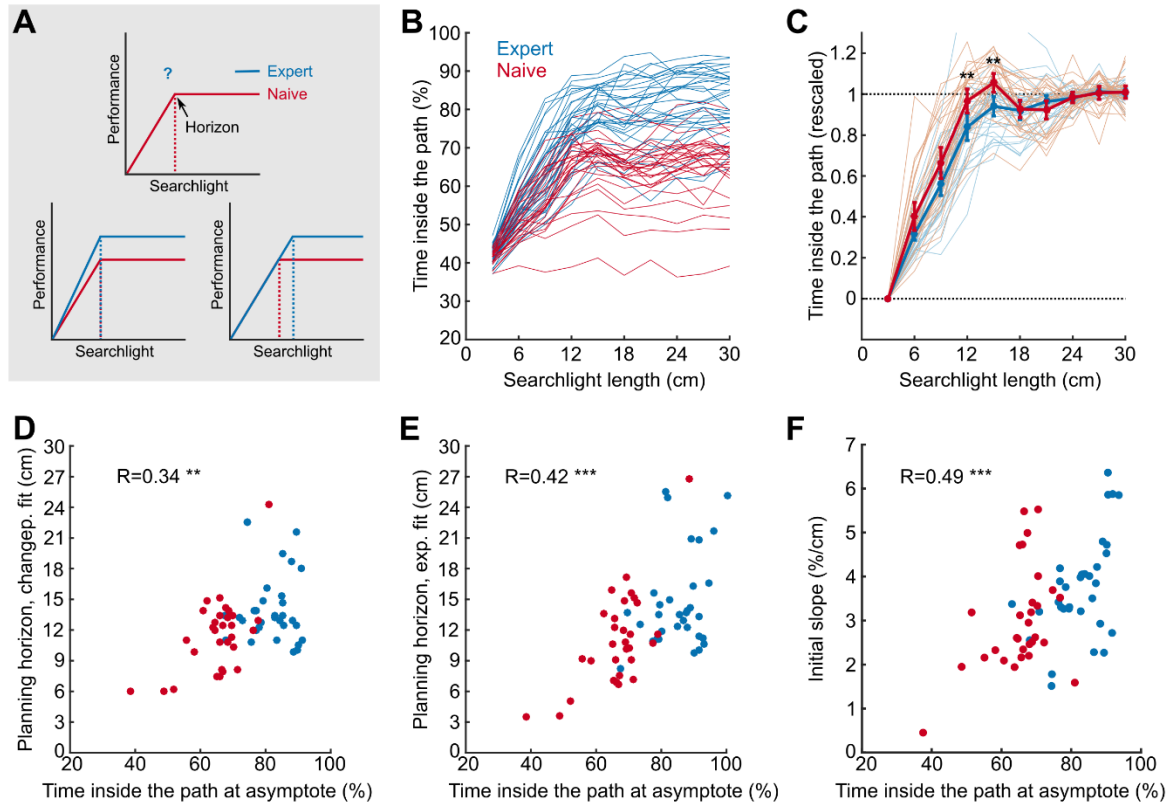 A
?
Expert
Naive
Horizon
Performance
Searchlight
Performance
Searchlight
Performance
Searchlight
B
Expert
Naive
Time inside the path (%)
100
90
80
70
60
50
40
30
20
6 12 18 24 30
Searchlight length (cm)
C
** **
Time inside the path (rescaled)
1.2
1
0.8
0.6
0.4
0.2
0
0 6 12 18 24 30
Searchlight length (cm)
D
R=0.34 **
Planning horizon, changep. fit (cm)
30
27
24
21
18
15
12
9
6
3
0
20 40 60 80 100
Time inside the path at asymptote (%)
E
R=0.42 ***
Planning horizon, exp. fit (cm)
30
27
24
21
18
15
12
9
6
3
0
20 40 60 80 100
Time inside the path at asymptote (%)
F
R=0.49 ***
Initial slope (%/cm)
7
6
5
4
3
2
1
0
20 40 60 80 100
Time inside the path at asymptote (%)